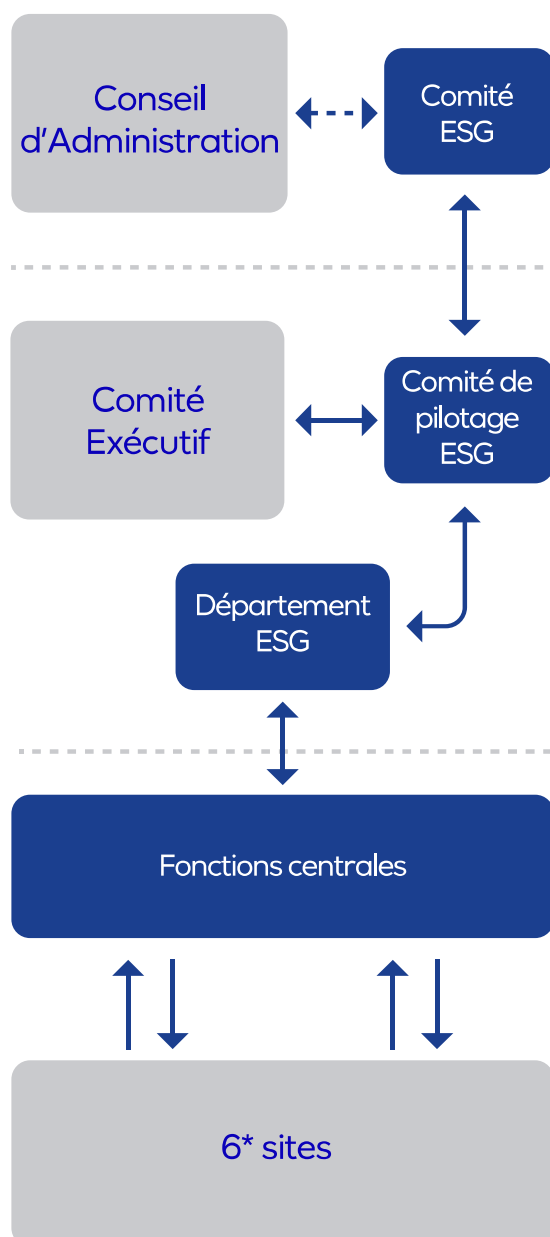 Conseil
d'Administration
Comité
ESG
Comité
Exécutif
Comité de
pilotage
ESG
Département
ESG
Fonctions centrales
6* sites